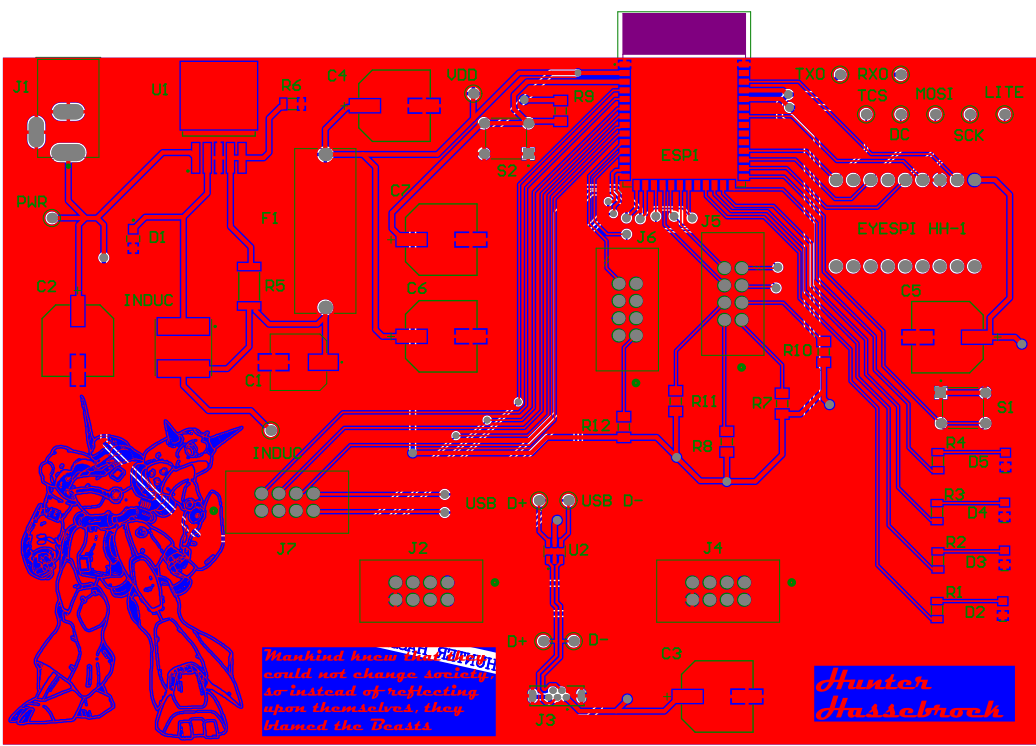 J1
U1
R6
C4
VDD
R9
S2
ESP1
TX0 RX0
TCS MOSI LITE
DC SCK
PWR
D1
F1
C7
J6
J5
EYESPI HH-1
C2
INDUC
R5
C6
C5
C1
R10
R12
R11
R7
R8
S1
INDUC
R4
D5
USB D+
USB D-
R3
D4
J7
J2
U2
J4
R2
D3
R1
D2
D+
D-
C3
J3
HUNTER
Mankind knew that
could not change society
so instead of reflecting
upon themselves, they
blamed the Beasts
Hunter
Hassebrock